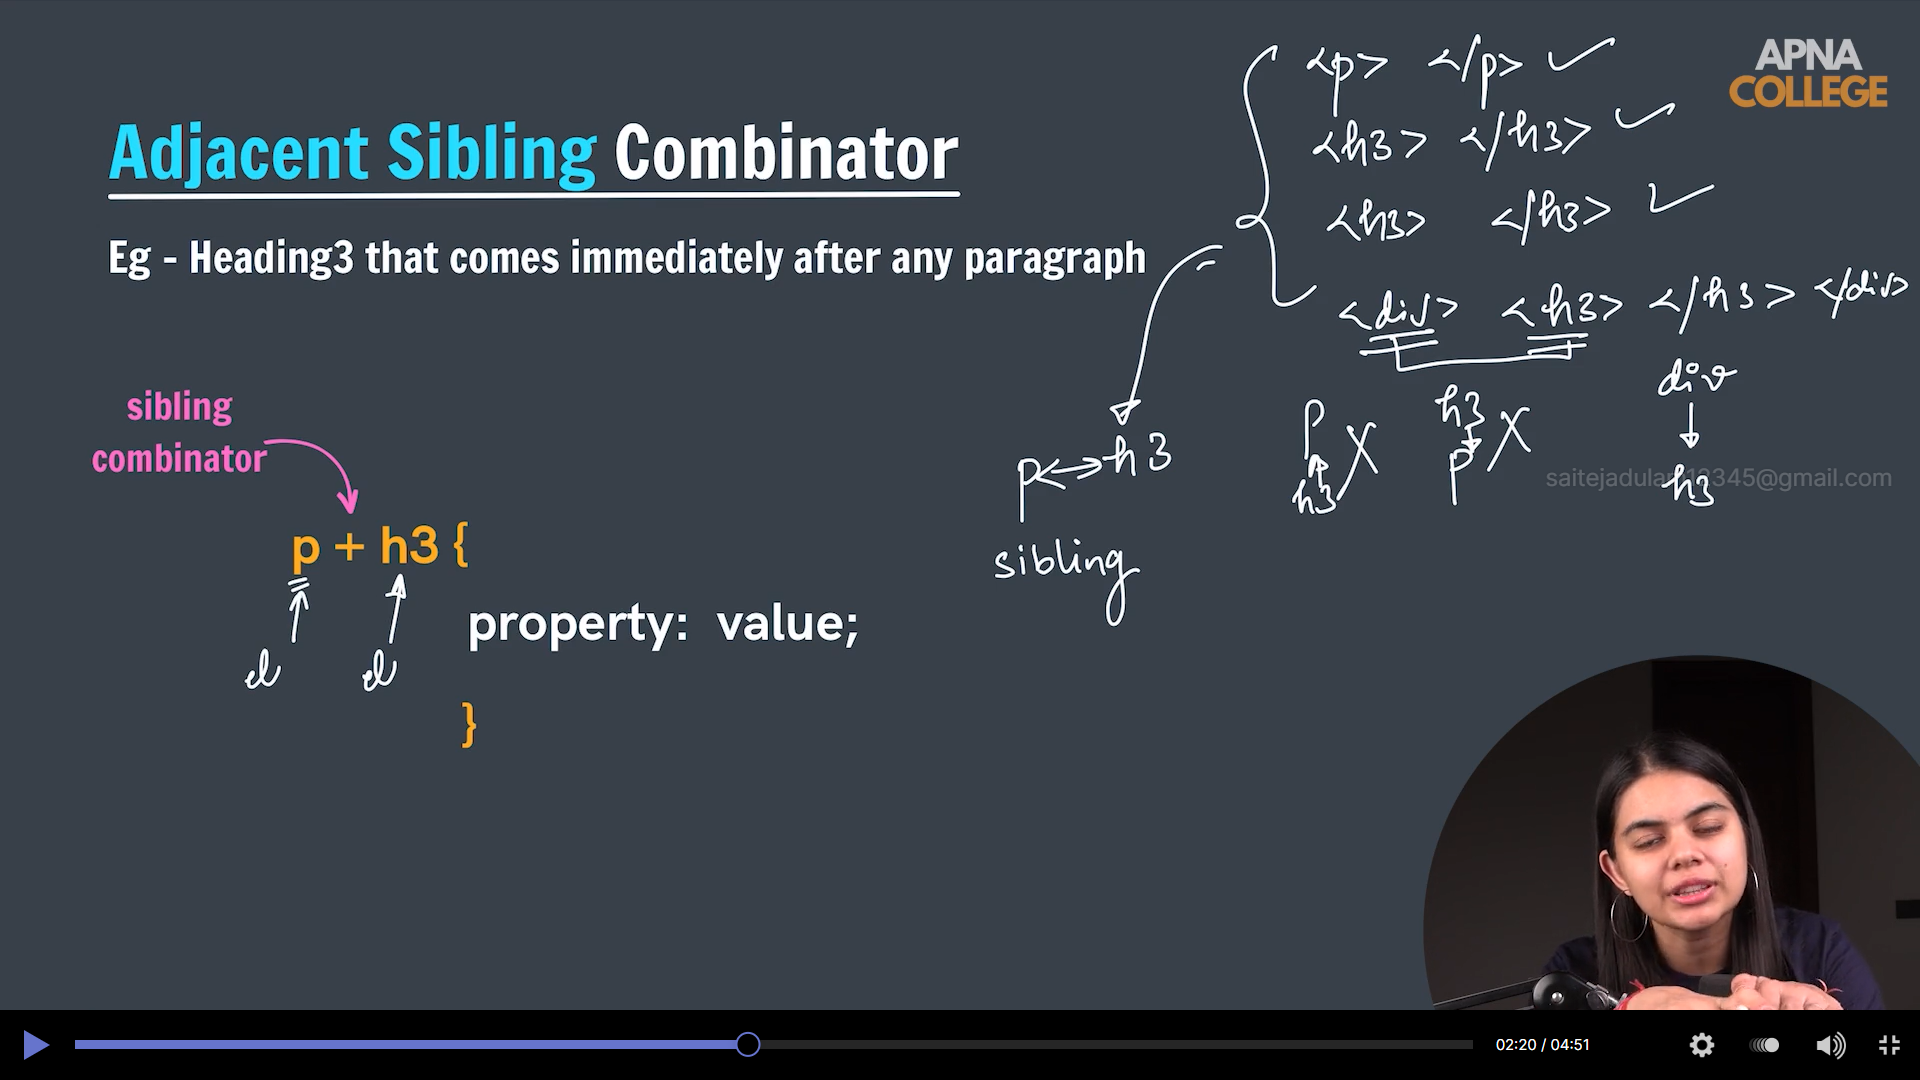 APNA
COLLEGE
Adjacent Sibling Combinator
Eg - Heading3 that comes immediately after any paragraph
<p> </p>
<h3> </h3>
<h3> </h3>
<div> <h3> </h3> </div>
sibling
combinator
p + h3 {
property: value;
}
el
el
p h3
sibling
p
h3
X
h3
p
X
div
h3
12345@gmail.com
02:20 / 04:51